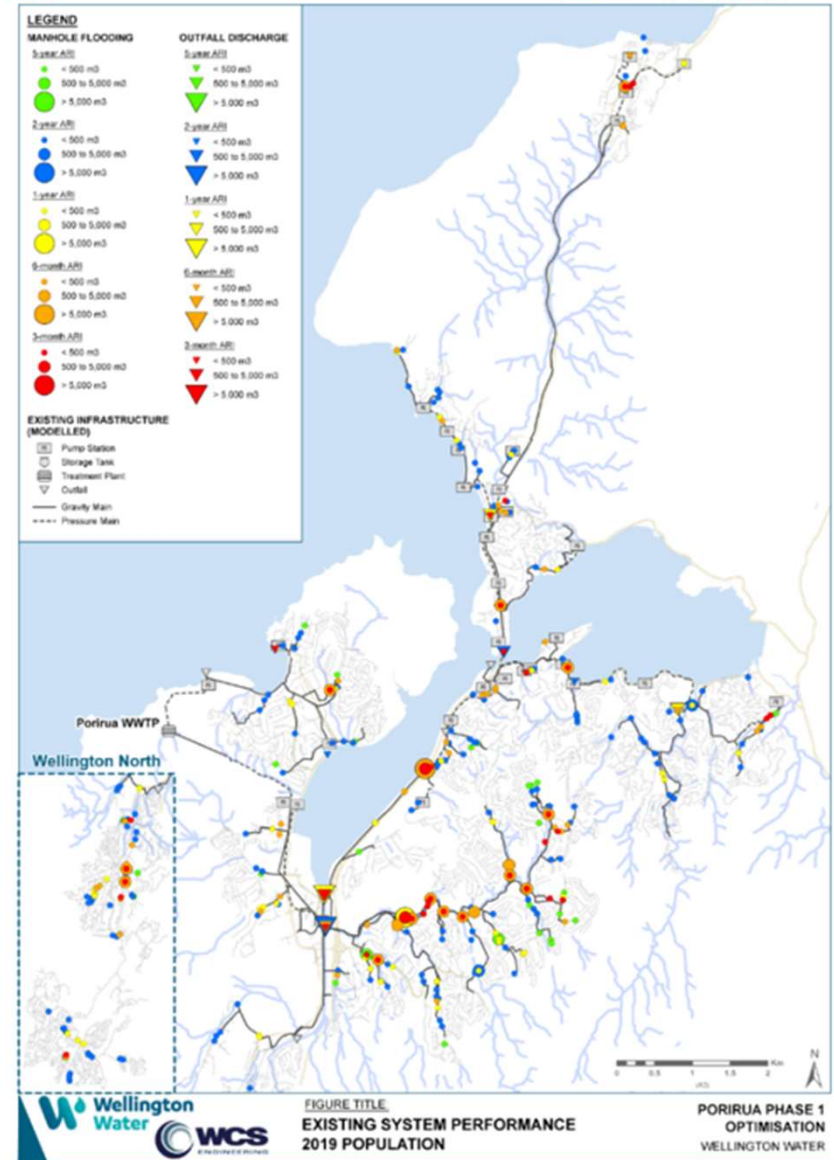 LEGEND
MANHOLE FLOODING
5-year ARI
< 500 m3
500 to 5,000 m3
> 5,000 m3
2-year ARI
< 500 m3
500 to 5,000 m3
> 5,000 m3
1-year ARI
< 500 m3
500 to 5,000 m3
> 5,000 m3
6-month ARI
< 500 m3
500 to 5,000 m3
> 5,000 m3
3-month ARI
< 500 m3
500 to 5,000 m3
> 5,000 m3
OUTFALL DISCHARGE
5-year ARI
< 500 m3
500 to 5,000 m3
> 5,000 m3
2-year ARI
< 500 m3
500 to 5,000 m3
> 5,000 m3
1-year ARI
< 500 m3
500 to 5,000 m3
> 5,000 m3
6-month ARI
< 500 m3
500 to 5,000 m3
> 5,000 m3
3-month ARI
< 500 m3
500 to 5,000 m3
> 5,000 m3
EXISTING INFRASTRUCTURE
(MODELLED)
Pump Station
Storage Tank
Treatment Plant
Outfall
Gravity Main
Pressure Main
Porirua WWTP
Wellington North
0 0.5 1 2 Km
N
Wellington
Water
WCS
ENGINEERING
FIGURE TITLE
EXISTING SYSTEM PERFORMANCE
2019 POPULATION
PORIRUA PHASE 1
OPTIMISATION
WELLINGTON WATER